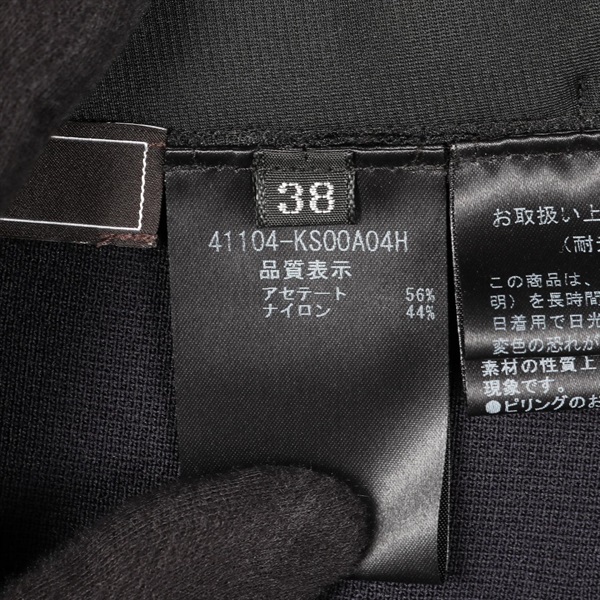 38
41104-KS00A04H
品質表示
アセテート 56%
ナイロン 44%
お取扱い上
この商品は、
明）を長時間
日着用で日光
変色の恐れが
素材の性質上
現象です。
●ピリングのお